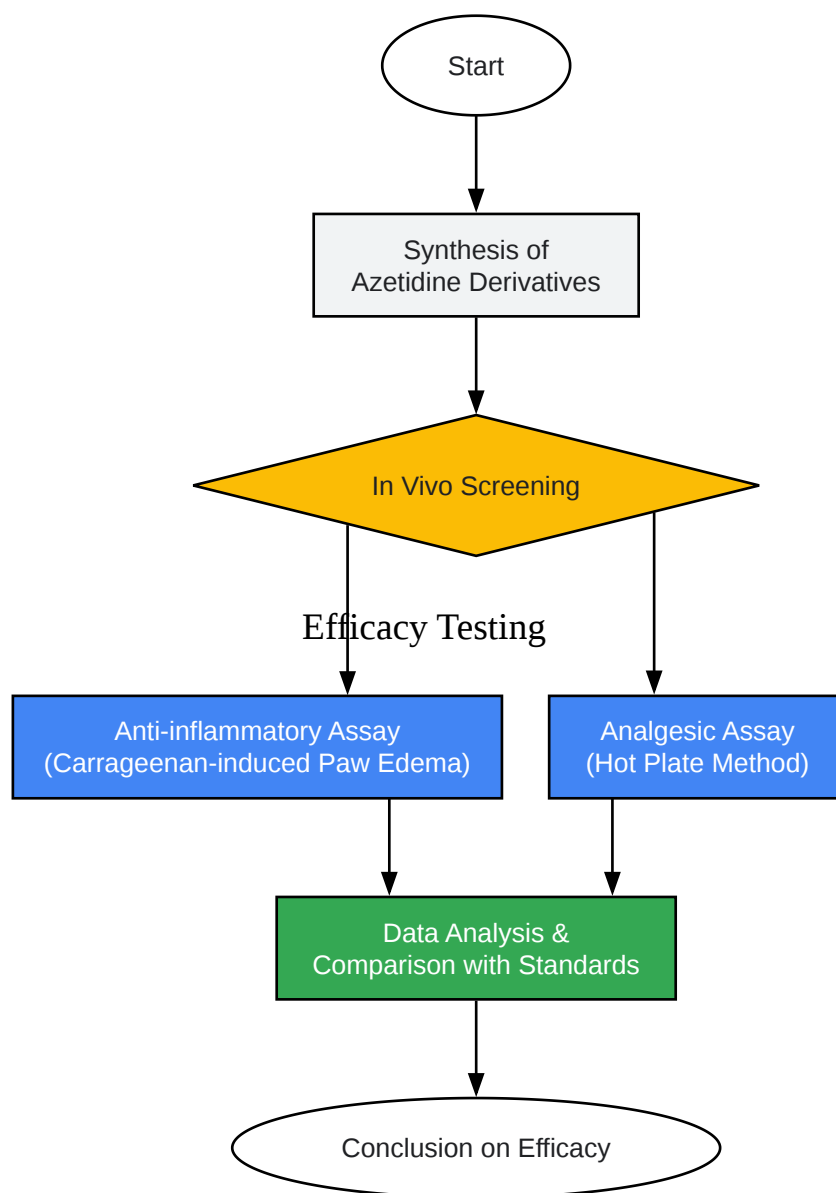 Start
Synthesis of
Azetidine Derivatives
In Vivo Screening
Efficacy Testing
Anti-inflammatory Assay
(Carrageenan-induced Paw Edema)
Analgesic Assay
(Hot Plate Method)
Data Analysis &
Comparison with Standards
Conclusion on Efficacy